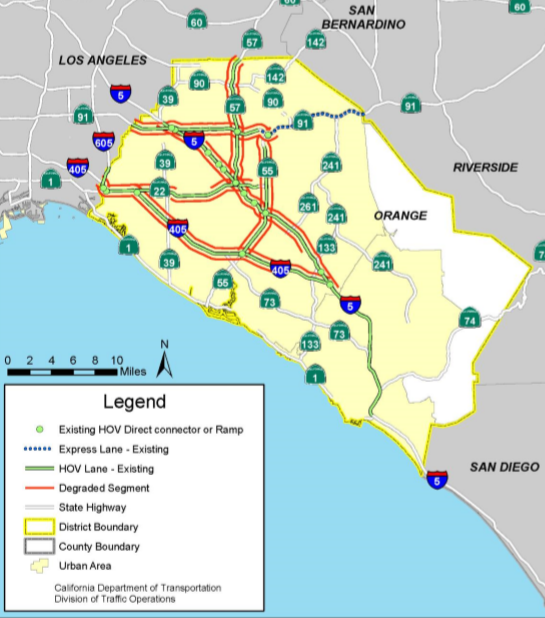 60
SAN
BERNARDINO
60
60
57
142
LOS ANGELES
5
39
90
142
57
90
91
91
91
605
5
405
39
241
RIVERSIDE
1
22
55
261
241
ORANGE
405
1
133
39
405
241
55
73
5
74
133
73
1
N
0 2 4 6 8 10
Miles
Legend
Existing HOV Direct connector or Ramp
Express Lane - Existing
HOV Lane - Existing
Degraded Segment
State Highway
District Boundary
County Boundary
Urban Area
California Department of Transportation
Division of Traffic Operations
SAN DIEGO
5